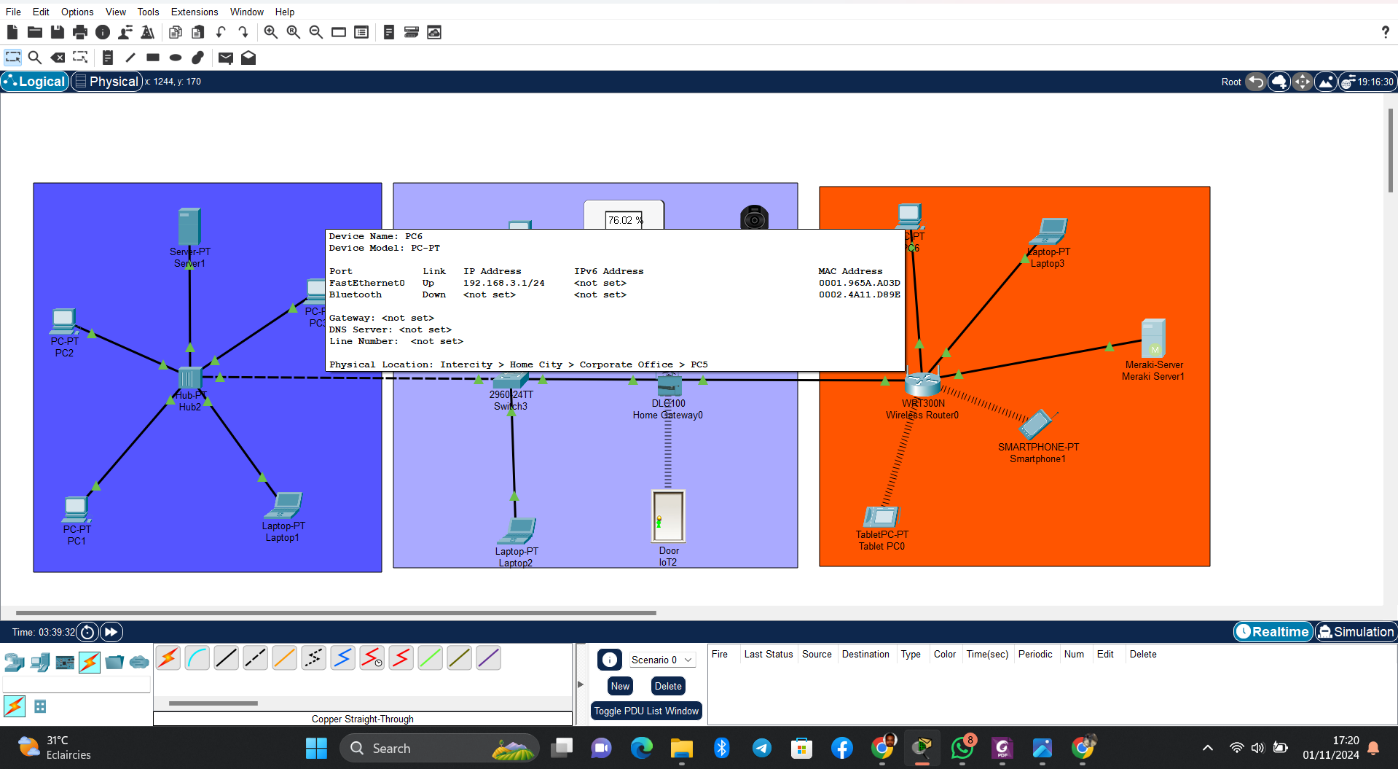 File Edit Options View Tools Extensions Window Help
?
Logical Physical x: 1244, y: 170
Root 19:16:30
76.02 %
Server-PT
Server1
PC-PT
PC2
Hub-PT
Hub2
PC-PT
PC1
Laptop-PT
Laptop1
Device Name: PC6
Device Model: PC-PT
Port Link IP Address IPv6 Address MAC Address
FastEthernet0 Up 192.168.3.1/24 <not set> 0001.965A.A03D
Bluetooth Down <not set> <not set> 0002.4A11.D89E
Gateway: <not set>
DNS Server: <not set>
Line Number: <not set>
Physical Location: Intercity > Home City > Corporate Office > PC5
2960-24TT
Switch3
DLC100
Home Gateway0
Laptop-PT
Laptop2
Door
IoT2
Laptop-PT
Laptop3
Meraki-Server
Meraki Server1
WRT300N
Wireless Router0
SMARTPHONE-PT
Smartphone1
TabletPC-PT
Tablet PC0
Time: 03:39:32
Realtime Simulation
Scenario 0
New Delete
Toggle PDU List Window
Fire Last Status Source Destination Type Color Time(sec) Periodic Num Edit Delete
Copper Straight-Through
31°C
Eclaircies
Search
8
17:20
01/11/2024